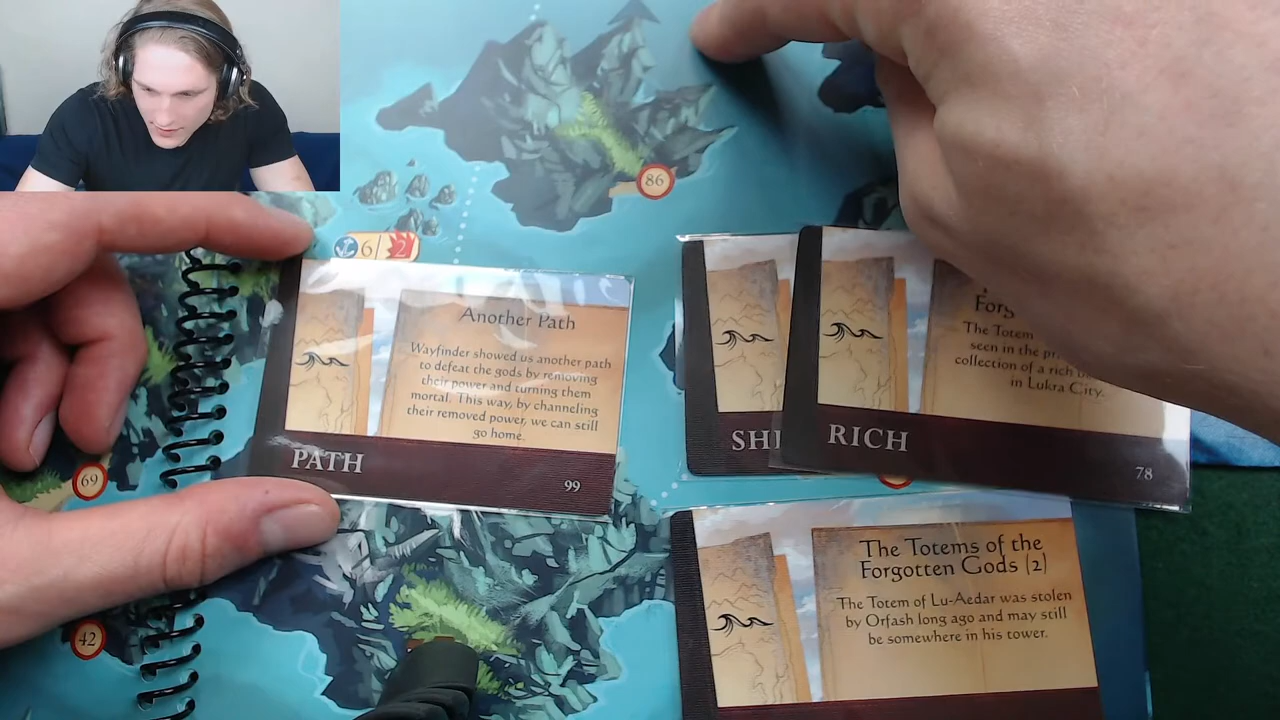 86
6/2
Another Path
Wayfinder showed us another path
to defeat the gods by removing
their power and turning them
mortal. This way, by channeling
their removed power, we can still
go home.
PATH
99
The Totem
seen in the
collection of a rich
in Lukra City.
RICH
78
69
42
The Totems of the
Forgotten Gods (2)
The Totem of Lu-Aedar was stolen
by Orfash long ago and may still
be somewhere in his tower.